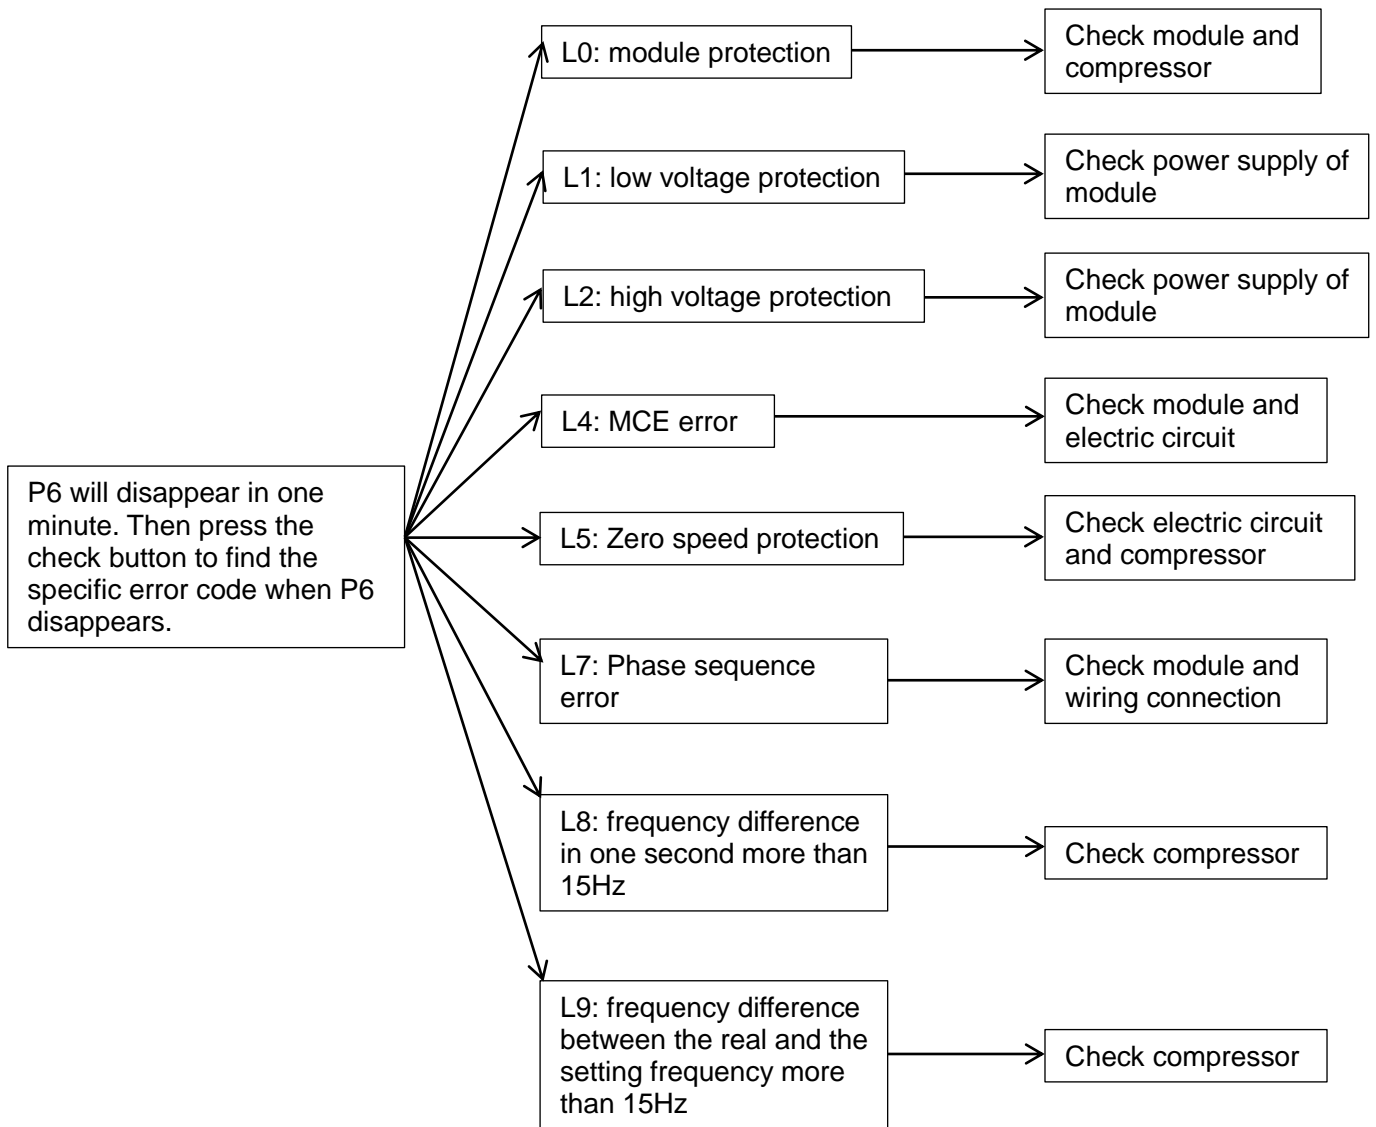 L0: module protection
Check module and
compressor
L1: low voltage protection
Check power supply of
module
L2: high voltage protection
Check power supply of
module
L4: MCE error
Check module and
electric circuit
P6 will disappear in one
minute. Then press the
check button to find the
specific error code when P6
disappears.
L5: Zero speed protection
Check electric circuit
and compressor
L7: Phase sequence
error
Check module and
wiring connection
L8: frequency difference
in one second more than
15Hz
Check compressor
L9: frequency difference
between the real and the
setting frequency more
than 15Hz
Check compressor